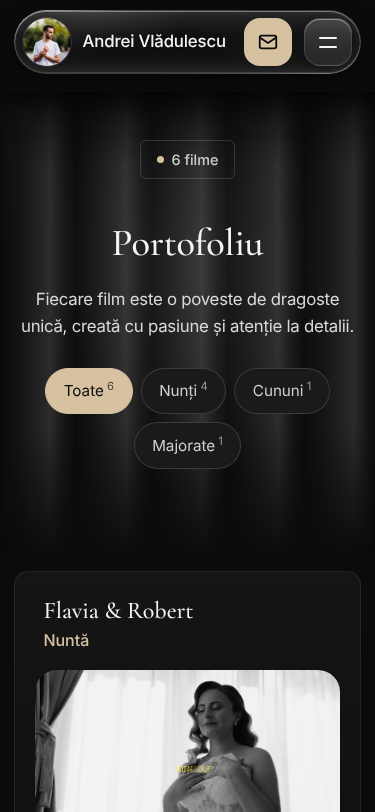 Andrei Vlădulescu
6 filme
Portofoliu
Fiecare film este o poveste de dragoste
unică, creată cu pasiune și atenție la detalii.
Toate 6
Nunți 4
Cununi 1
Majorate 1
Flavia & Robert
Nuntă